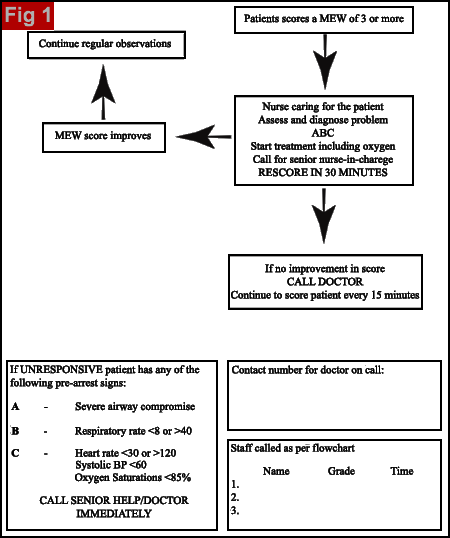 Fig 1
Patients scores a MEW of 3 or more
Continue regular observations
MEW score improves
Nurse caring for the patient
Assess and diagnose problem
ABC
Start treatment including oxygen
Call for senior nurse-in-charege
RESCORE IN 30 MINUTES
If no improvement in score
CALL DOCTOR
Continue to score patient every 15 minutes
If UNRESPONSIVE patient has any of the
following pre-arrest signs:
A - Severe airway compromise
B - Respiratory rate <8 or >40
C - Heart rate <30 or >120
Systolic BP <60
Oxygen Saturations <85%
CALL SENIOR HELP/DOCTOR
IMMEDIATELY
Contact number for doctor on call:
Staff called as per flowchart
Name Grade Time
1.
2.
3.